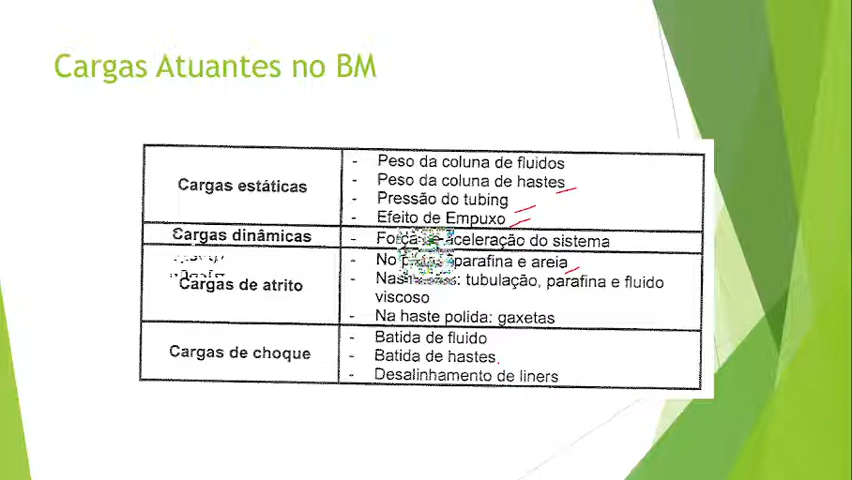 Cargas Atuantes no BM
Cargas estáticas
- Peso da coluna de fluidos
- Peso da coluna de hastes
- Pressão do tubing
- Efeito de Empuxo
Cargas dinâmicas
- aceleração do sistema
Cargas de atrito
- No parafina e areia
- tubulação, parafina e fluido
viscoso
- Na haste polida: gaxetas
Cargas de choque
- Batida de fluido
- Batida de hastes.
- Desalinhamento de liners